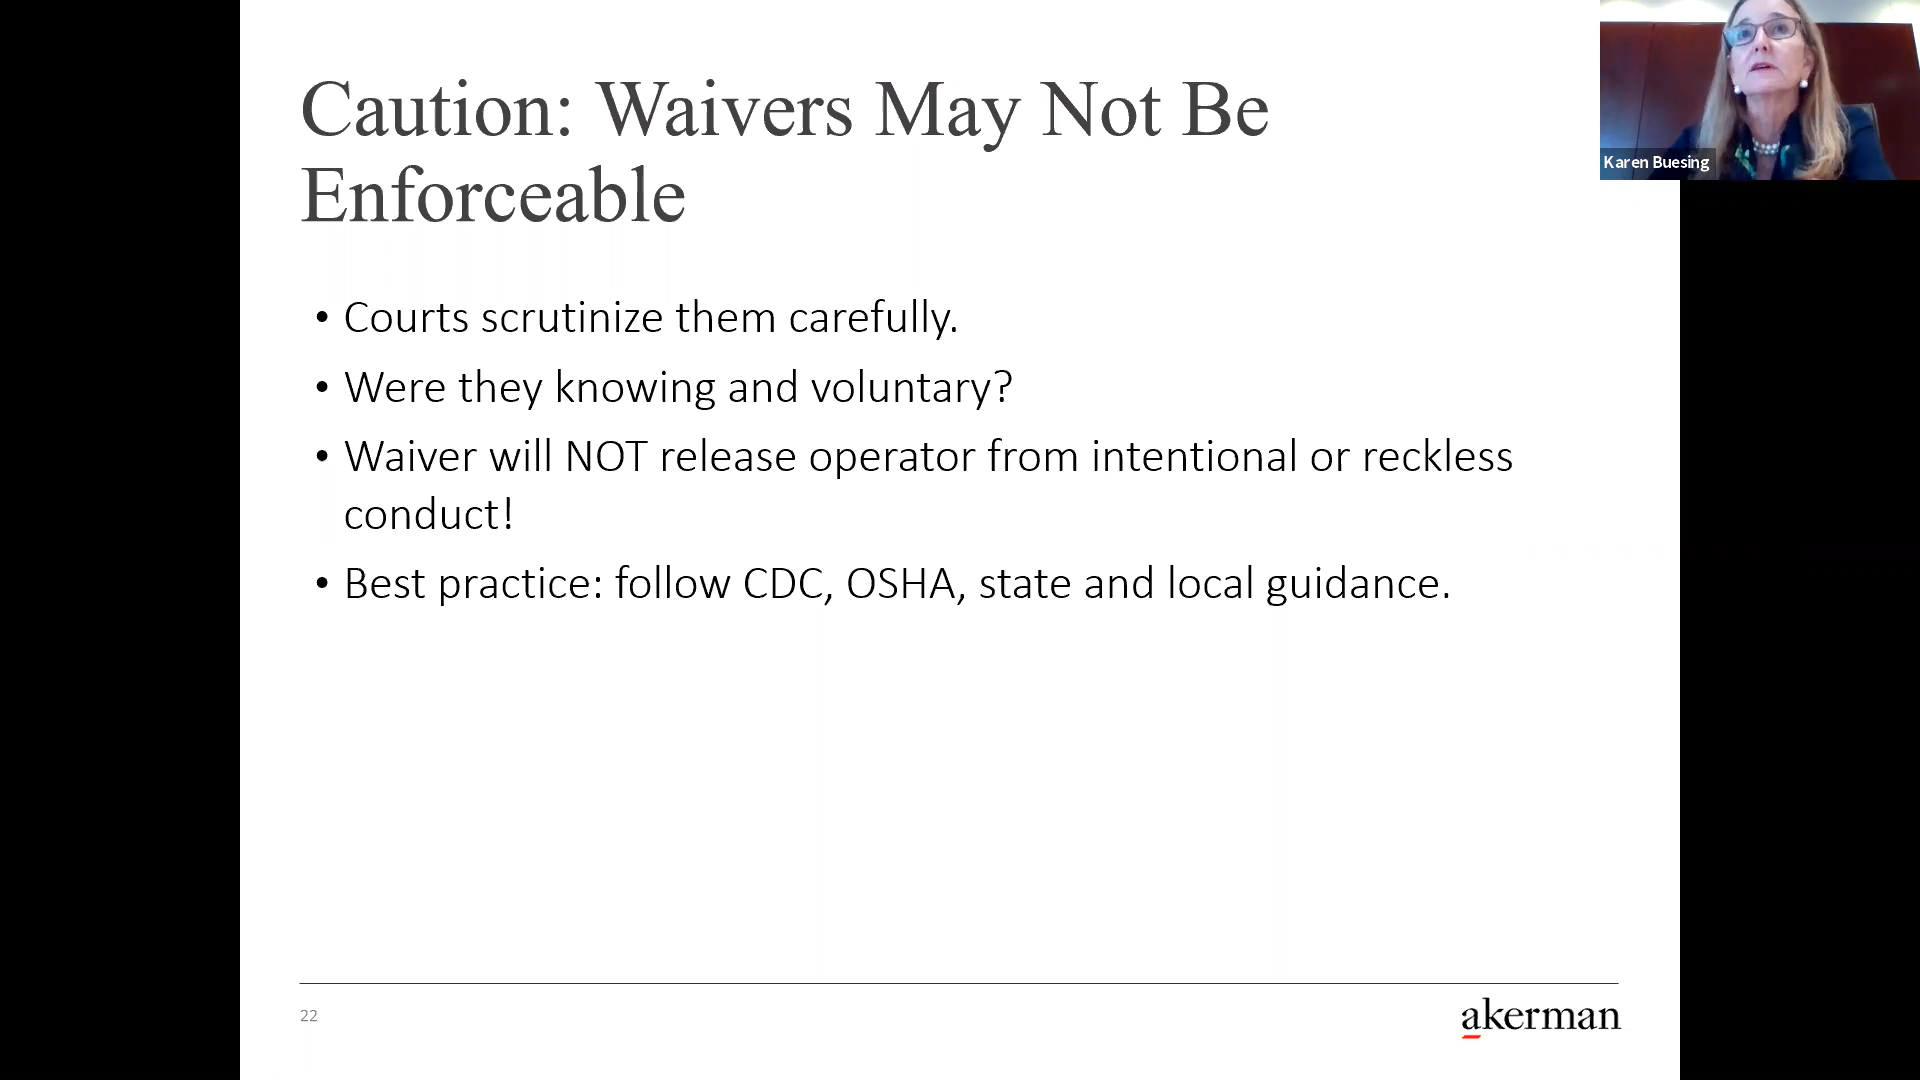 Caution: Waivers May Not Be
Enforceable
Karen Buesing
• Courts scrutinize them carefully.
• Were they knowing and voluntary?
• Waiver will NOT release operator from intentional or reckless
conduct!
• Best practice: follow CDC, OSHA, state and local guidance.
22
akerman